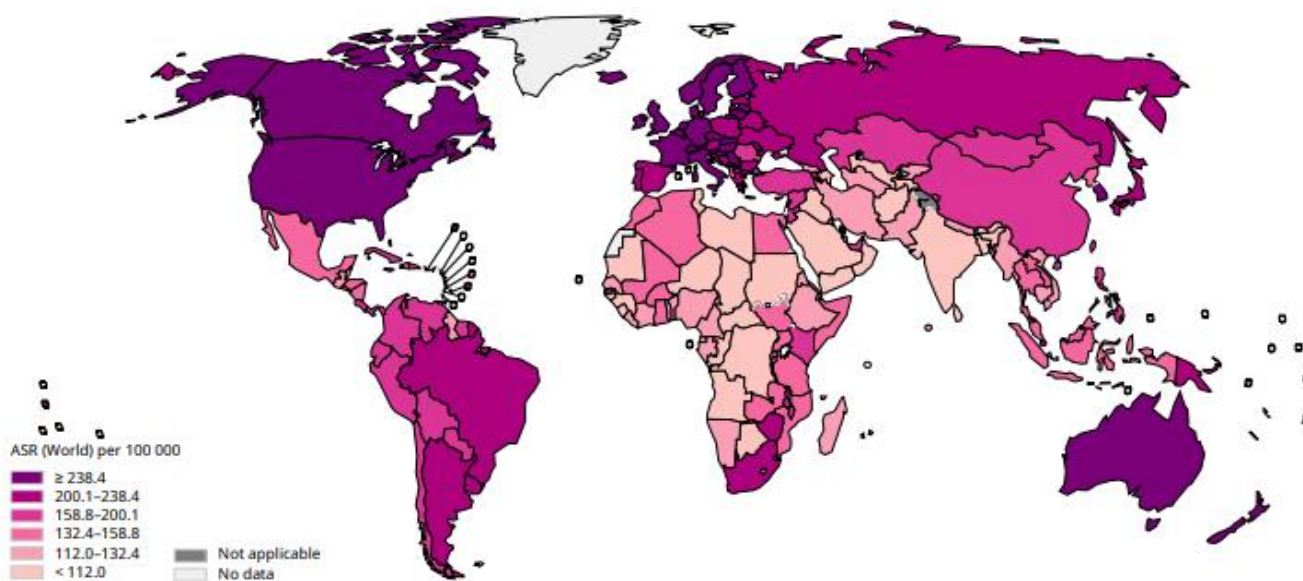 ASR (World) per 100 000
≥ 238.4
200.1–238.4
158.8–200.1
132.4–158.8
112.0–132.4
< 112.0
Not applicable
No data